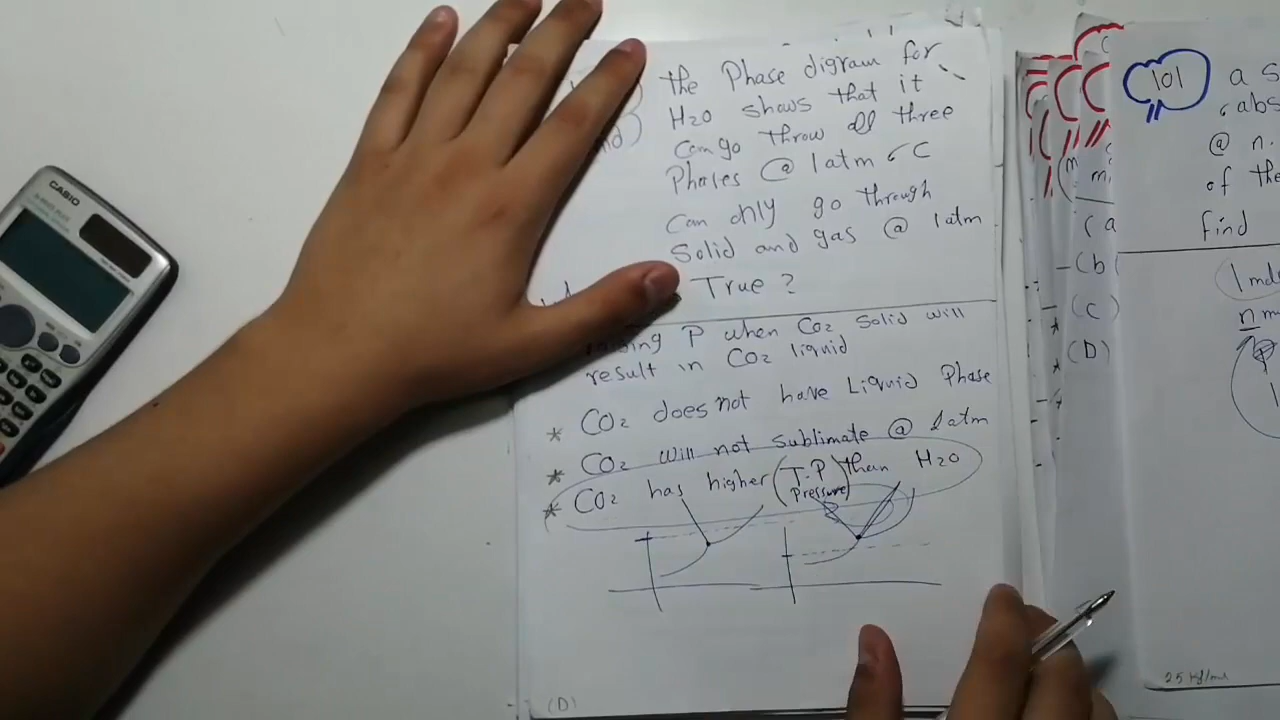 CASIO
the Phase digram for
H2O shows that it
can go throw all three
Phases @ 1 atm
can only go through
Solid and gas @ 1atm
True ?
P when CO2 Solid will
result in CO2 liquid
* CO2 does not have Liquid Phase
* CO2 will not sublimate @ 1atm
* CO2 has higher (T.P Pressure) than H2O
(D)
101
a s
@ n.
of the
find
(a
(b
(c)
(D)